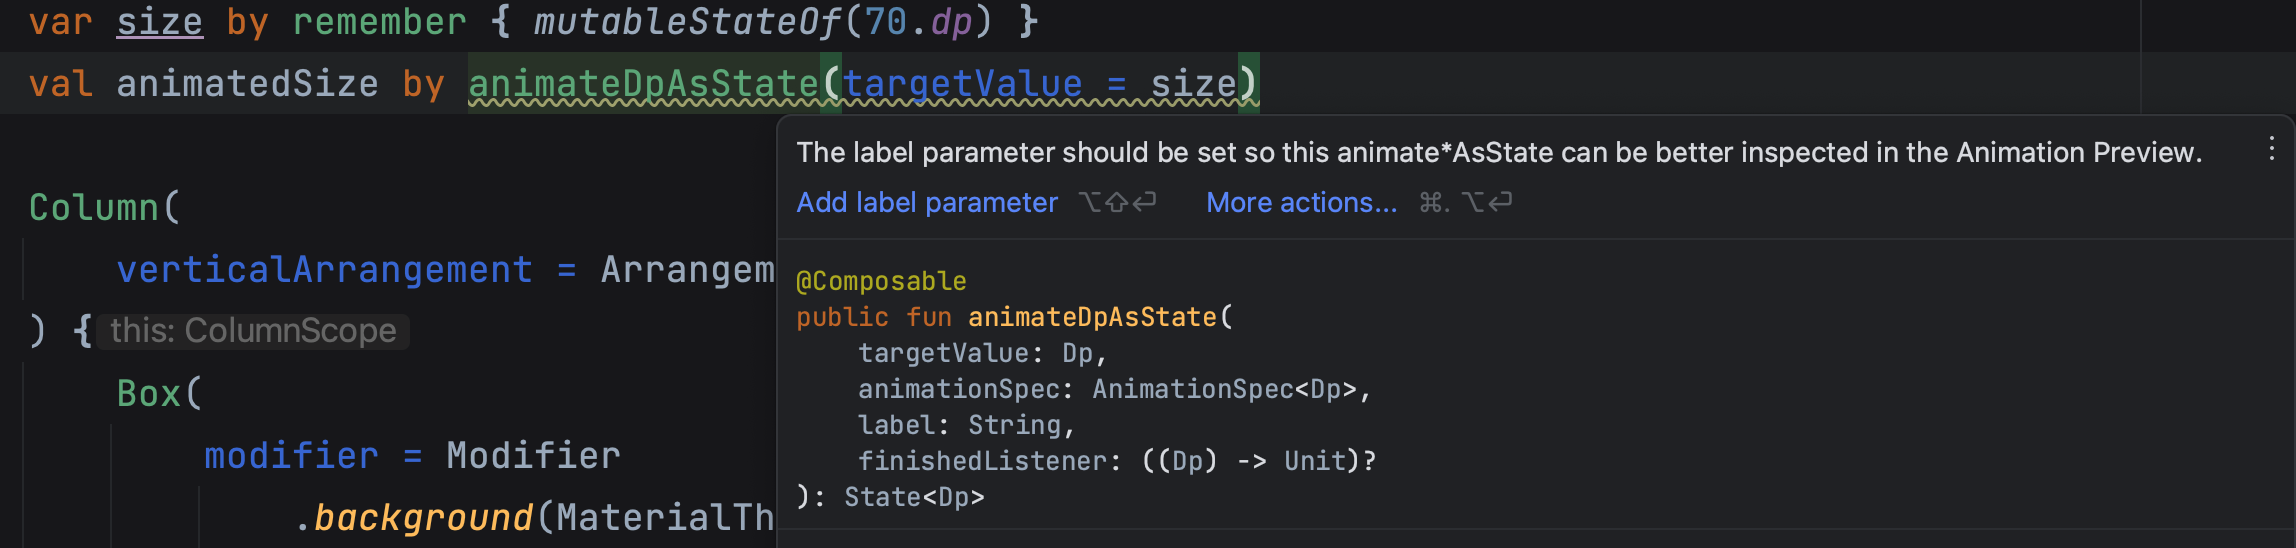 var size by remember { mutableStateOf(70.dp) }
val animatedSize by animateDpAsState(targetValue = size)
The label parameter should be set so this animate*AsState can be better inspected in the Animation Preview.
Add label parameter ⌥⇧⏎ More actions... ⌘. ⌥⏎
Column(
verticalArrangement = Arrangem
) { this: ColumnScope
Box(
modifier = Modifier
.background(MaterialTh
@Composable
public fun animateDpAsState(
targetValue: Dp,
animationSpec: AnimationSpec<Dp>,
label: String,
finishedListener: ((Dp) -> Unit)?
): State<Dp>